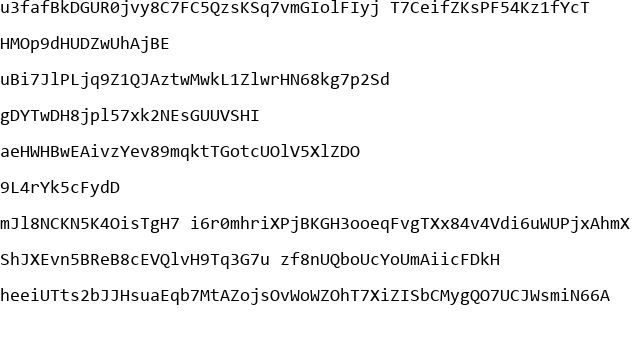 u3fafBkDGUR0jvy8C7FC5QzsKSq7vmGIolFIyj T7CeifZKsPF54Kz1fYcT
HMOp9dHUDZwUhAjBE
uBi7JlPLjq9Z1QJAztwMwkL1ZlwrHN68kg7p2Sd
gDYTwDH8jpl57xk2NEsGUUVSHI
aeHWHBwEAivzYev89mqktTGotcUOlV5XlZDO
9L4rYk5cFydD
mJl8NCKN5K4OisTgH7 i6r0mhriXPjBKGH3ooeqFvgTXx84v4Vdi6uWUPjxAhmX
ShJXEvn5BReB8cEVQlvH9Tq3G7u zf8nUQboUcYoUmAiicFDkH
heeiUTts2bJJHsuaEqb7MtAZojsOvWoWZOhT7XiZISbCMygQO7UCJWsmiN66A